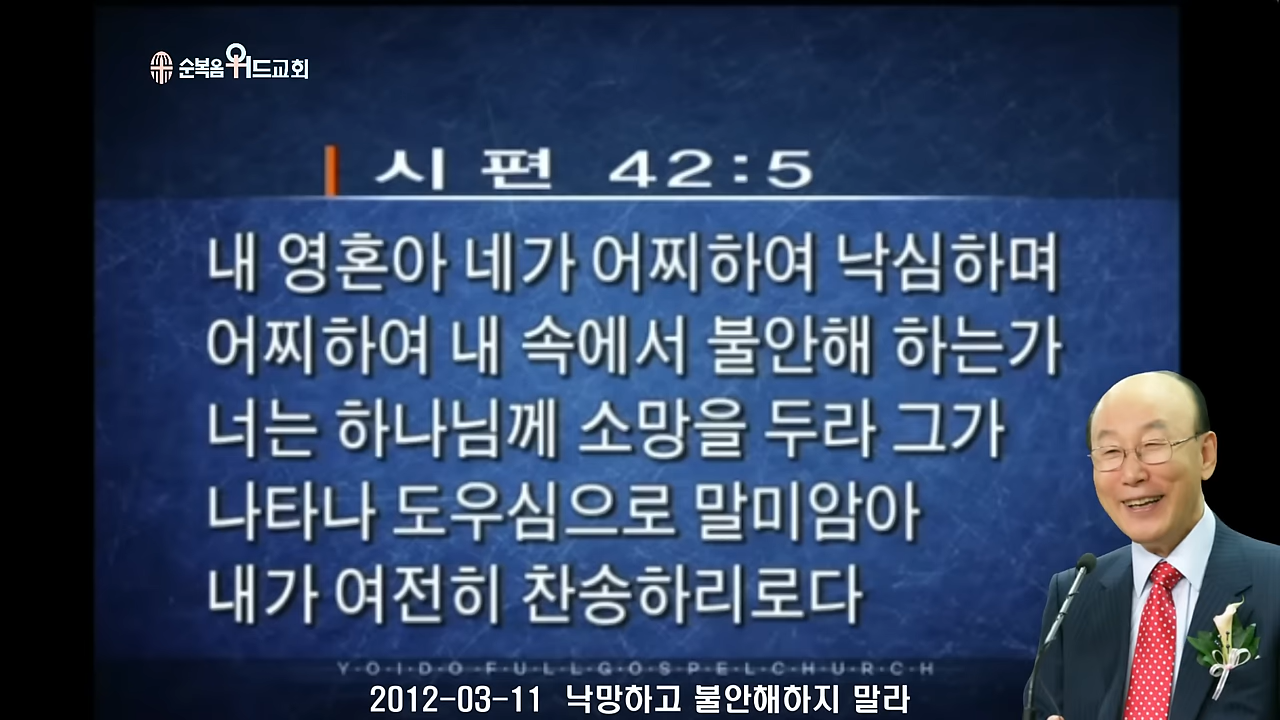 순복음위드교회
시편 42:5
내 영혼아 네가 어찌하여 낙심하며
어찌하여 내 속에서 불안해 하는가
너는 하나님께 소망을 두라 그가
나타나 도우심으로 말미암아
내가 여전히 찬송하리로다
Y·O·I·D·O·F·U·L·L·G·O·S·P·E·L·C·H·U·R·C·H
2012-03-11 낙망하고 불안해하지 말라